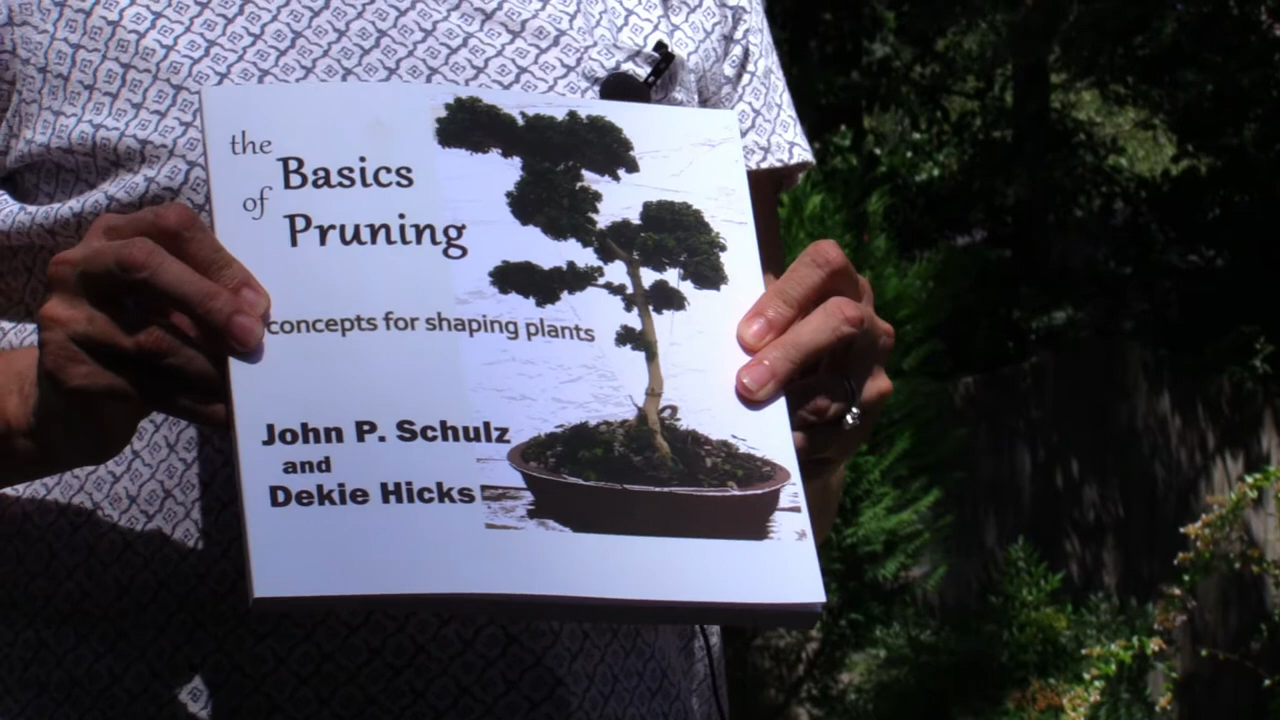 the
Basics
of
Pruning
concepts for shaping plants
John P. Schulz
and
Dekie Hicks